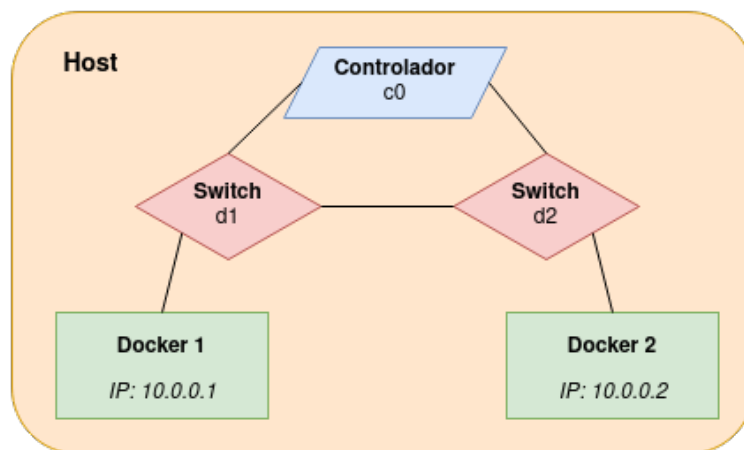 Host
Controlador
c0
Switch
d1
Switch
d2
Docker 1
IP: 10.0.0.1
Docker 2
IP: 10.0.0.2